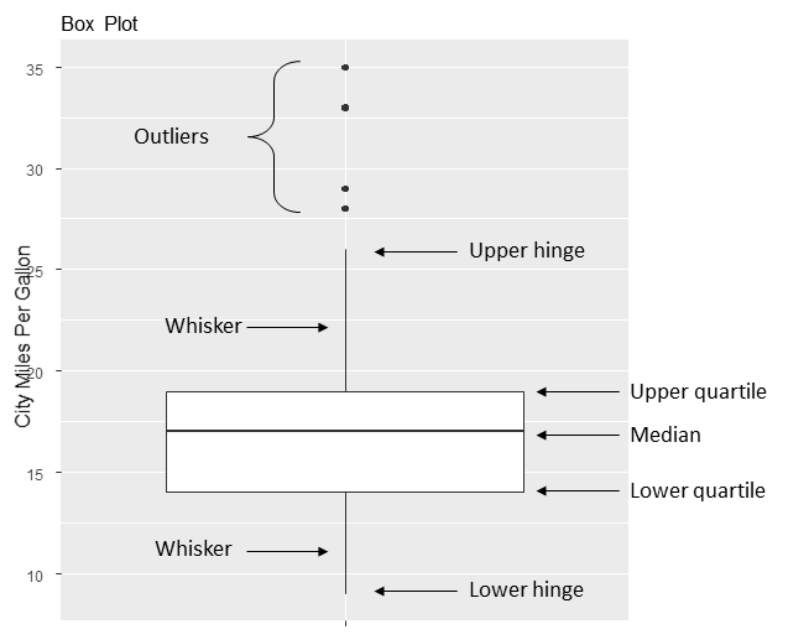 Box Plot
35
Outliers
30
Upper hinge
25
Whisker
20
Upper quartile
Median
15
Lower quartile
Whisker
10
Lower hinge
City Miles Per Gallon